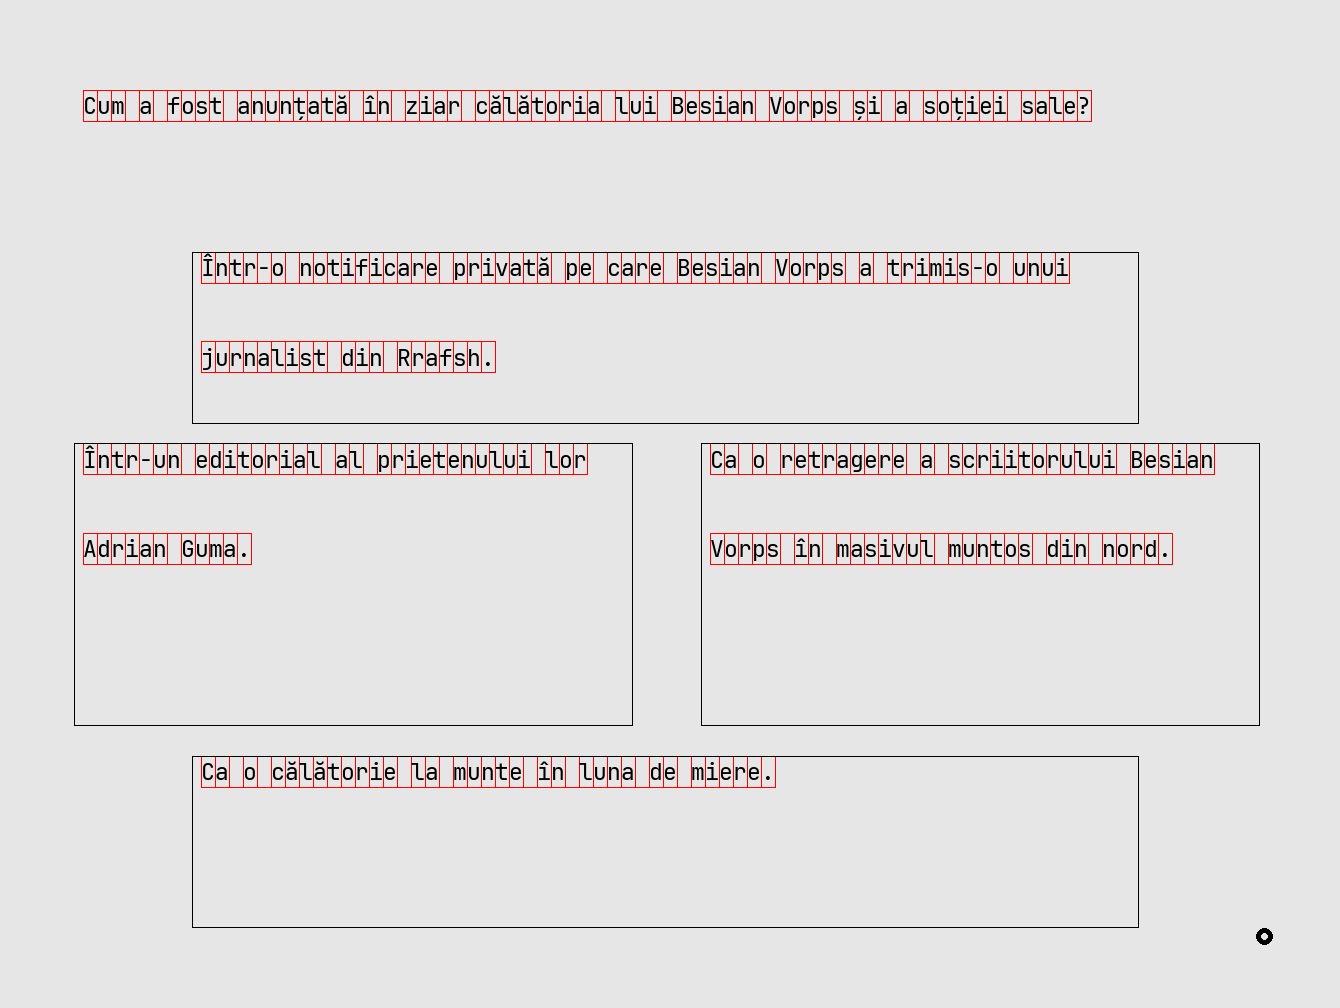 Cum a fost anunțată în ziar călătoria lui Besian Vorps și a soției sale?
Într-o notificare privată pe care Besian Vorps a trimis-o unui
jurnalist din Rrafsh.
Într-un editorial al prietenului lor
Adrian Guma.
Ca o retragere a scriitorului Besian
Vorps în masivul muntos din nord.
Ca o călătorie la munte în luna de miere.